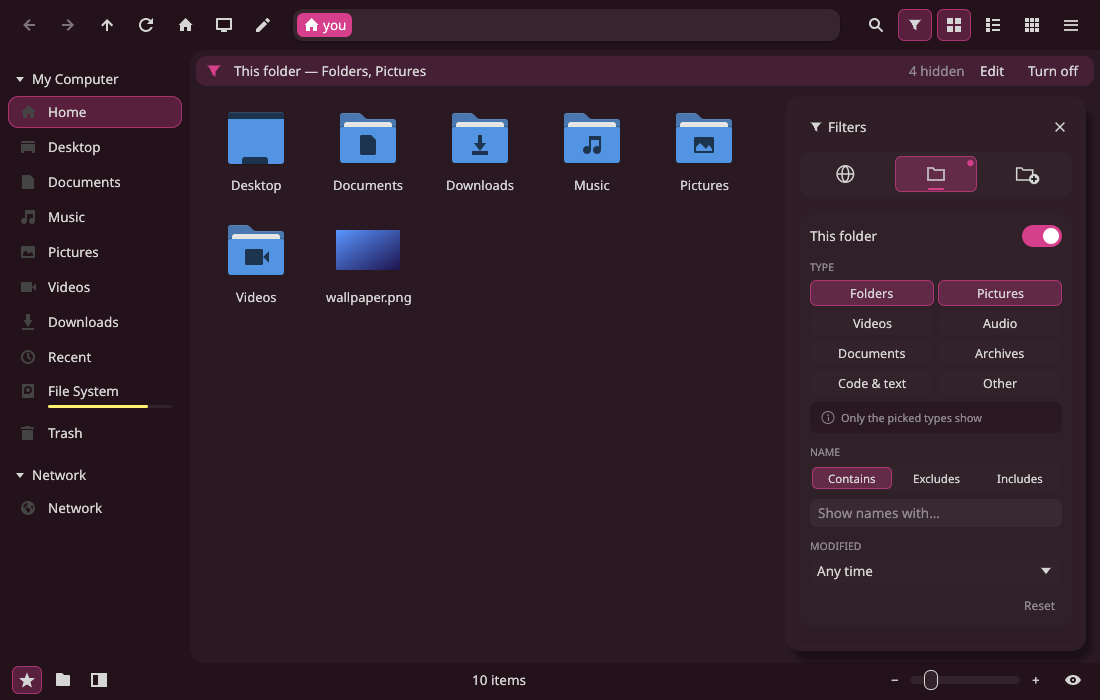 you
This folder — Folders, Pictures
4 hidden
Edit
Turn off
My Computer
Home
Desktop
Documents
Music
Pictures
Videos
Downloads
Recent
File System
Trash
Network
Network
Desktop
Documents
Downloads
Music
Pictures
Videos
wallpaper.png
Filters
This folder
TYPE
Folders
Pictures
Videos
Audio
Documents
Archives
Code & text
Other
Only the picked types show
NAME
Contains
Excludes
Includes
Show names with...
MODIFIED
Any time
Reset
10 items